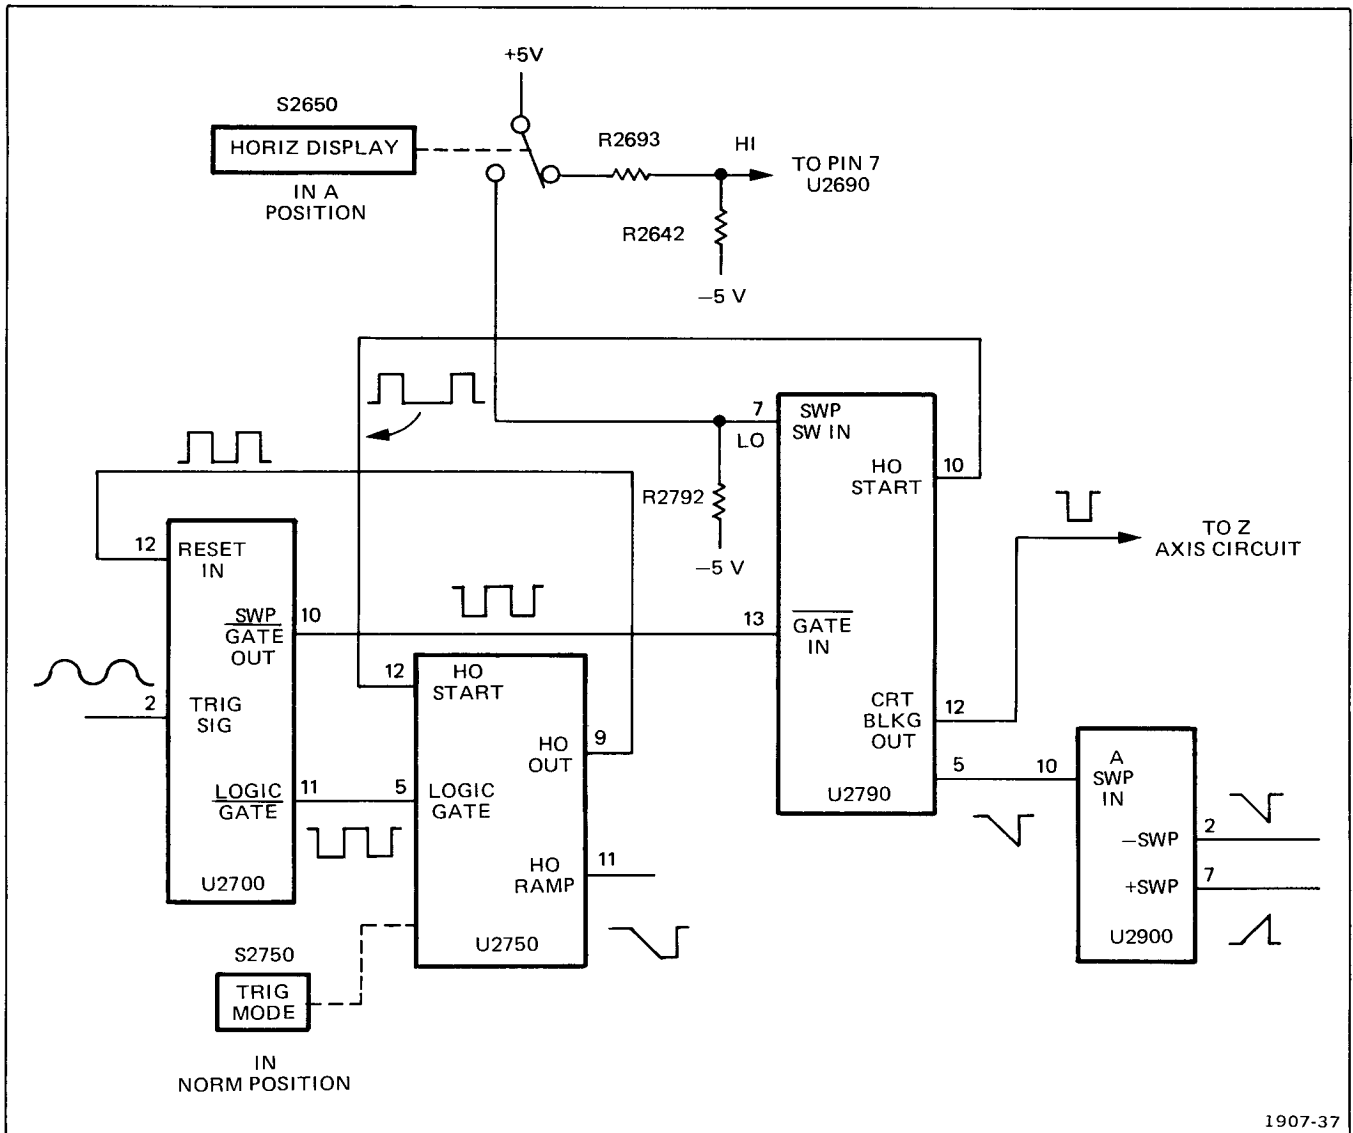 +5V
S2650
HORIZ DISPLAY
IN A
POSITION
R2693
HI
TO PIN 7
U2690
R2642
—5 V
7
SWP
SW IN
LO
HO
START
10
R2792
—5 V
TO Z
AXIS CIRCUIT
12
RESET
IN
SWP
GATE
OUT
10
13
GATE
IN
2
TRIG
SIG
12
HO
START
CRT
BLKG
OUT
12
HO
OUT
9
LOGIC
GATE
11
5
LOGIC
GATE
5
U2790
10
A
SWP
IN
—SWP
2
+SWP
7
U2900
HO
RAMP
11
U2700
U2750
S2750
TRIG
MODE
IN
NORM POSITION
1907-37